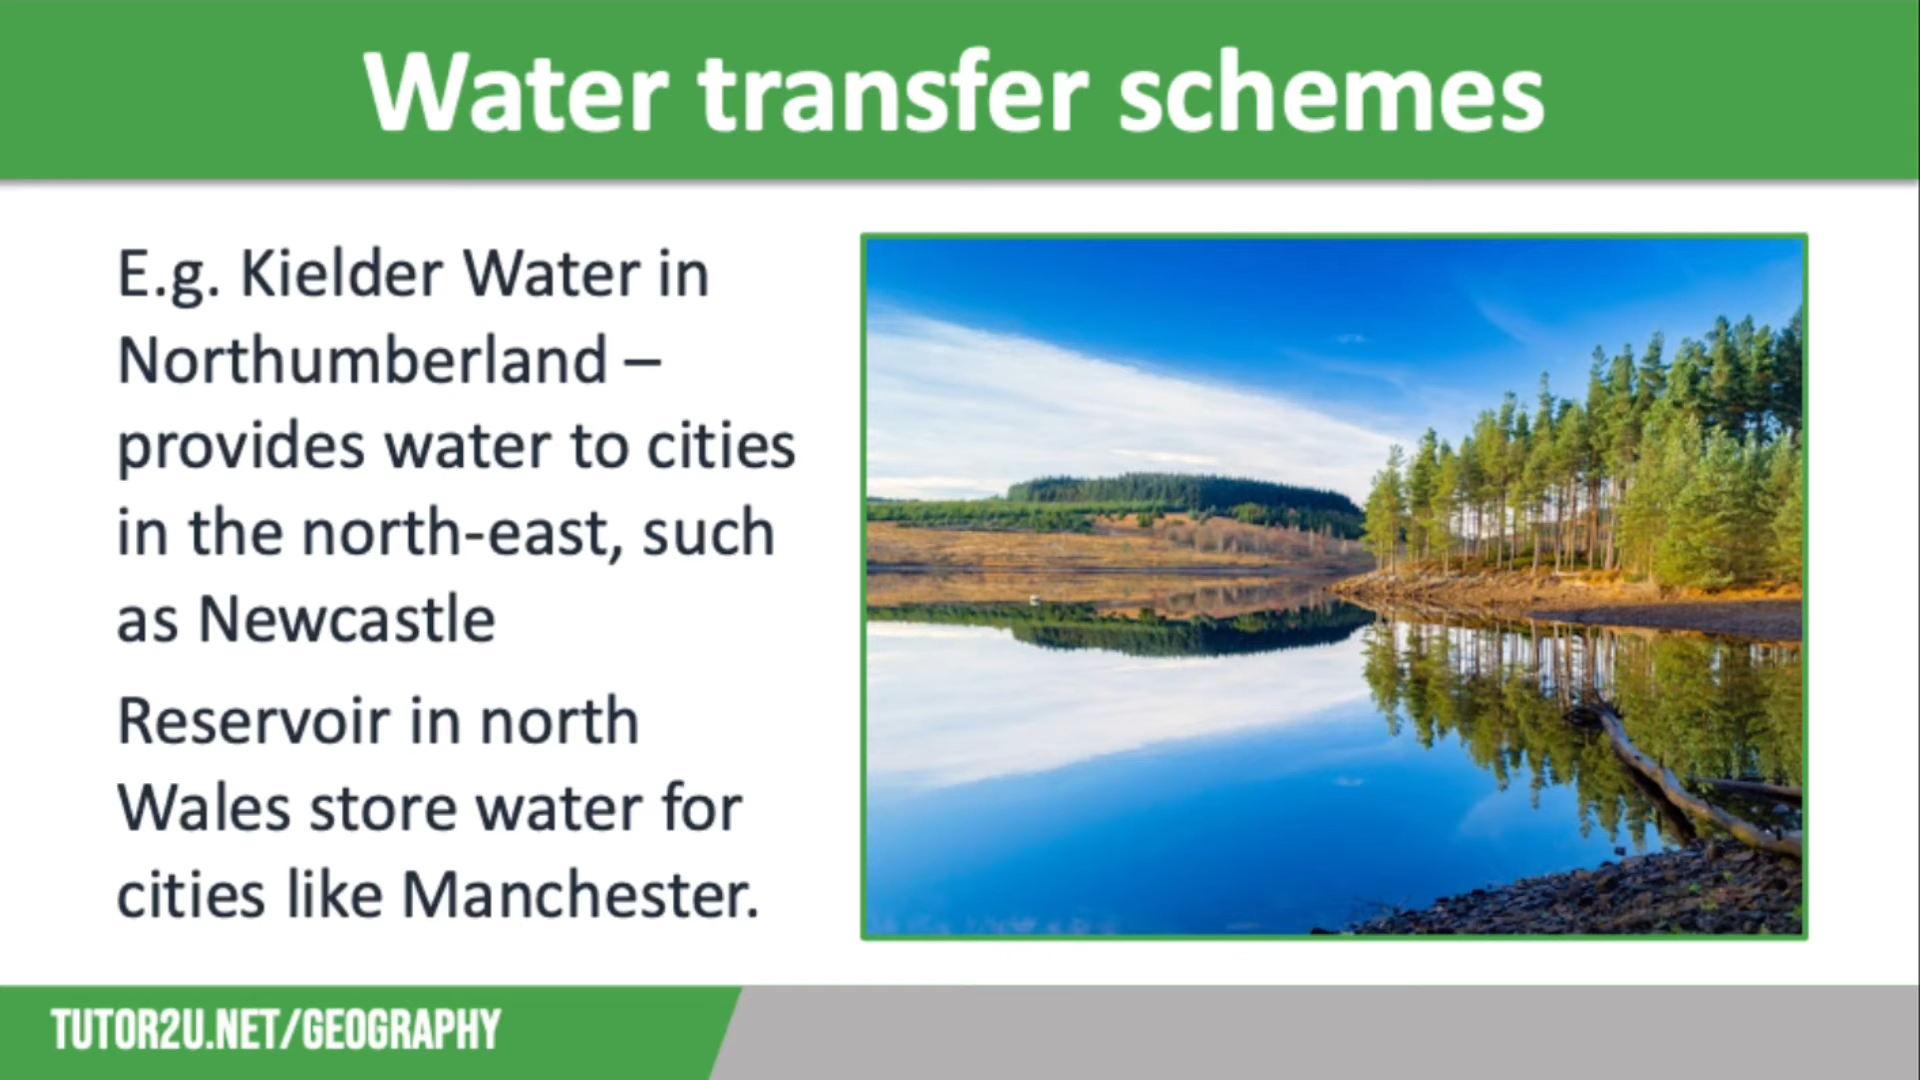 Water transfer schemes
E.g. Kielder Water in
Northumberland –
provides water to cities
in the north-east, such
as Newcastle
Reservoir in north
Wales store water for
cities like Manchester.
TUTOR2U.NET/GEOGRAPHY